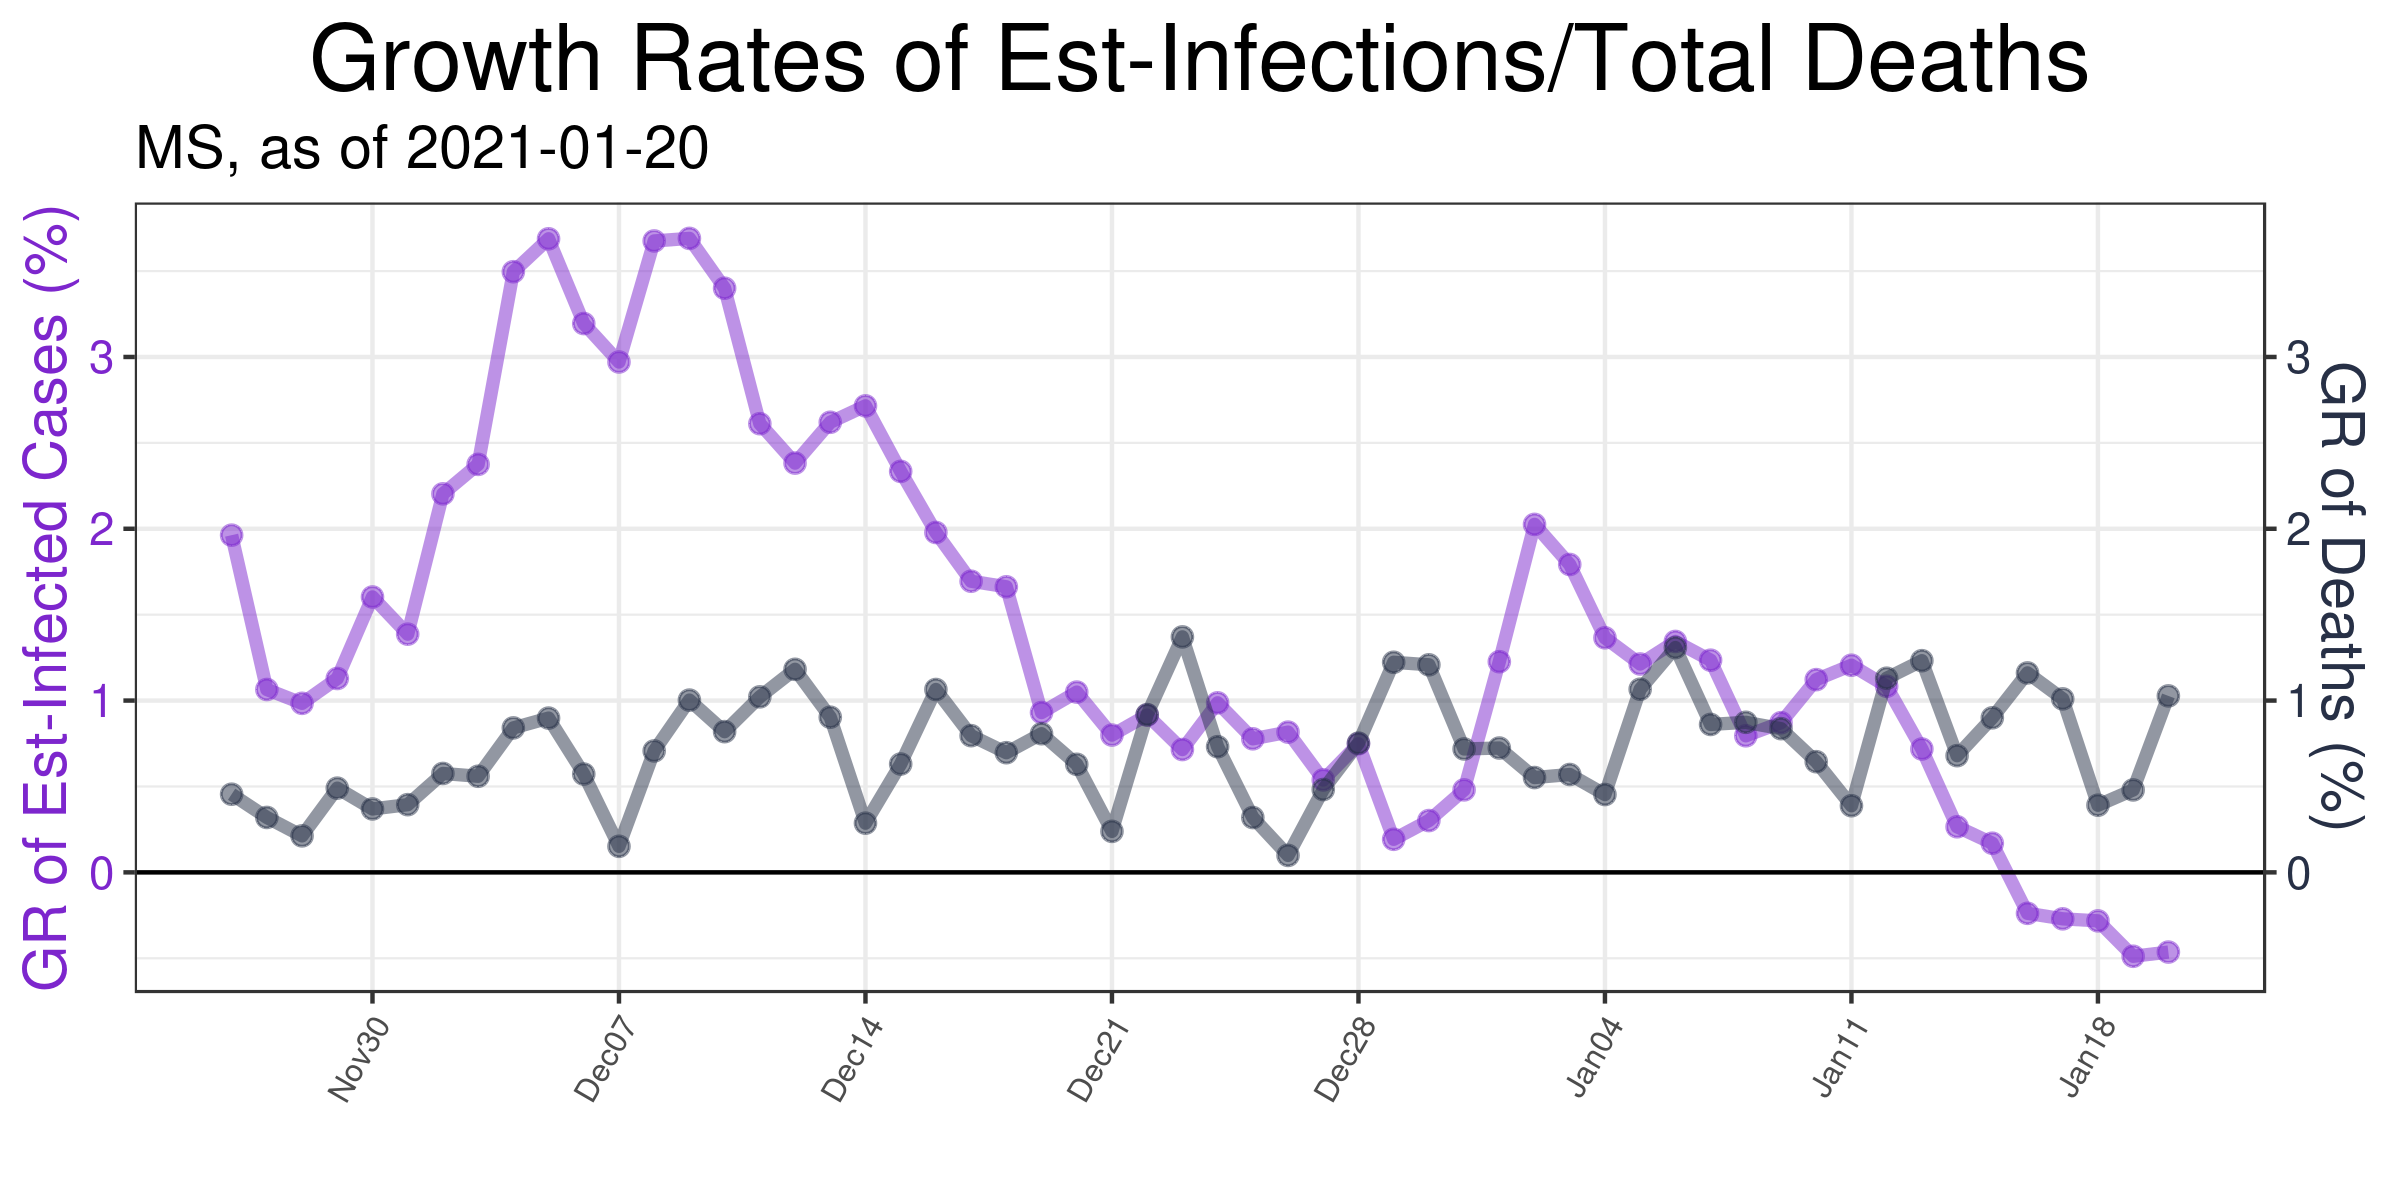 Growth Rates of Est-Infections/Total Deaths
MS, as of 2021-01-20
GR of Est-Infected Cases (%)
3
2
1
0
3
2
1
0
GR of Deaths (%)
Nov30
Dec07
Dec14
Dec21
Dec28
Jan04
Jan11
Jan18